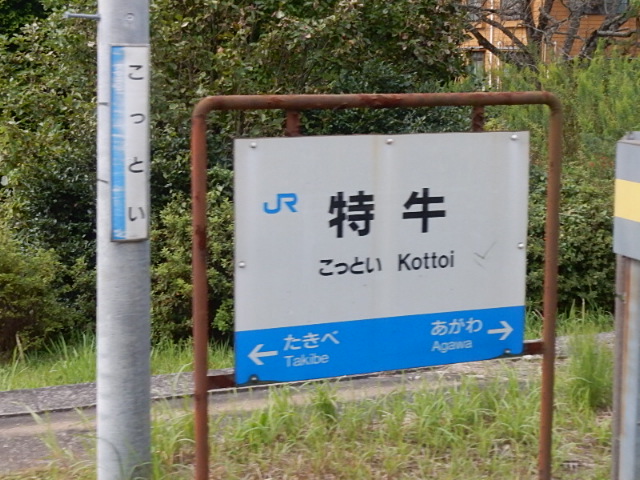 こっとい
JR
特牛
こっとい Kottoi
← たきべ
Takibe
あがわ →
Agawa